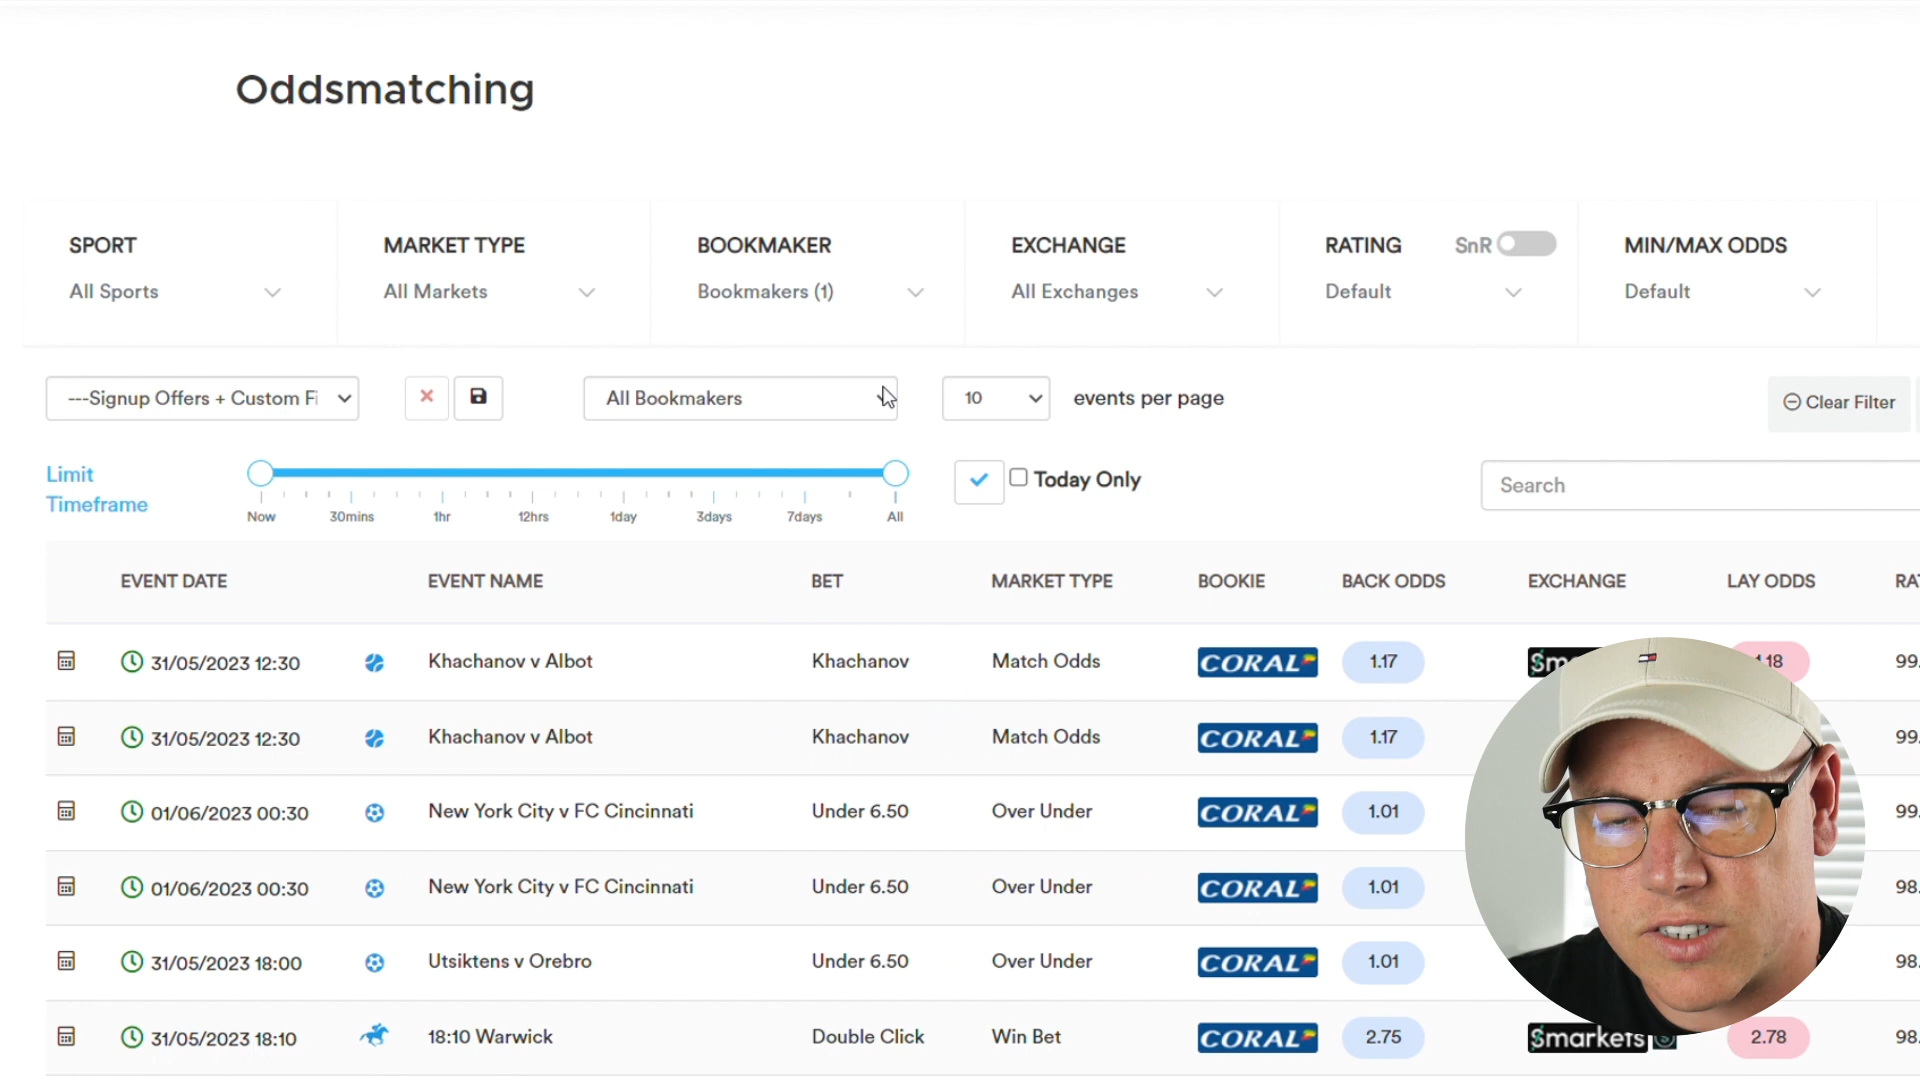 Oddsmatching
SPORT MARKET TYPE BOOKMAKER EXCHANGE RATING SnR MIN/MAX ODDS
All Sports All Markets Bookmakers (1) All Exchanges Default Default
---Signup Offers + Custom Fi All Bookmakers 10 events per page Clear Filter
Limit Timeframe
Now 30mins 1hr 12hrs 1day 3days 7days All
Today Only
Search
EVENT DATE EVENT NAME BET MARKET TYPE BOOKIE BACK ODDS EXCHANGE LAY ODDS
31/05/2023 12:30 Khachanov v Albot Khachanov Match Odds CORAL 1.17 99.
31/05/2023 12:30 Khachanov v Albot Khachanov Match Odds CORAL 1.17 99.
01/06/2023 00:30 New York City v FC Cincinnati Under 6.50 Over Under CORAL 1.01 99.
01/06/2023 00:30 New York City v FC Cincinnati Under 6.50 Over Under CORAL 1.01 98.
31/05/2023 18:00 Utsiktens v Orebro Under 6.50 Over Under CORAL 1.01 98.
31/05/2023 18:10 18:10 Warwick Double Click Win Bet CORAL 2.75 $markets 2.78 98.